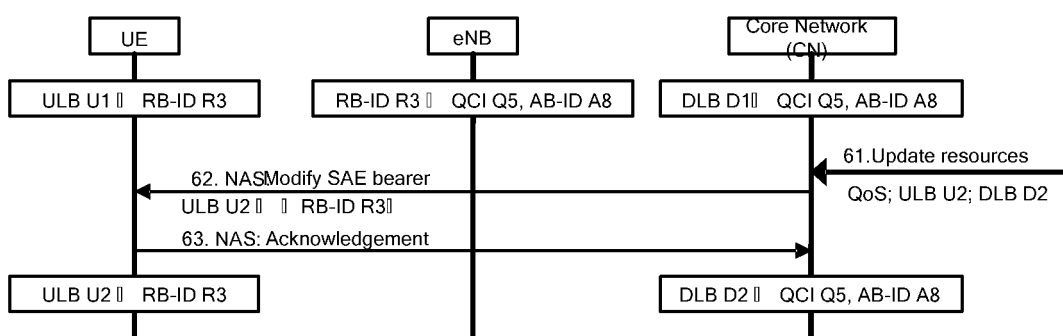 UE
eNB
Core Network
(CN)
ULB U1 ▯ RB-ID R3
RB-ID R3 ▯ QCI Q5, AB-ID A8
DLB D1▯ QCI Q5, AB-ID A8
61.Update resources
62. NAS:Modify SAE bearer
QoS; ULB U2; DLB D2
ULB U2 ▯ ▯ RB-ID R3▯
63. NAS: Acknowledgement
ULB U2 ▯ RB-ID R3
DLB D2 ▯ QCI Q5, AB-ID A8